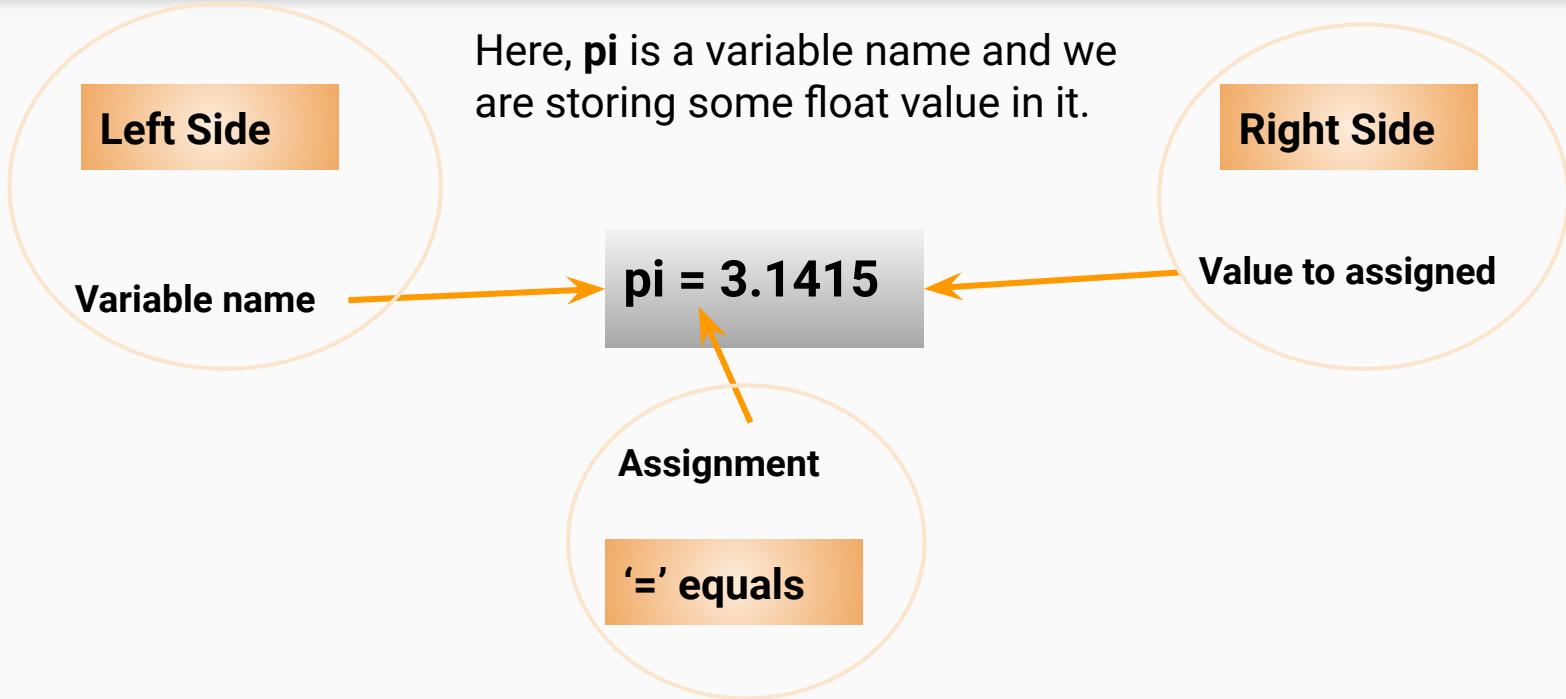 Here, pi is a variable name and we
are storing some float value in it.
Left Side
Right Side
Variable name
pi = 3.1415
Value to assigned
Assignment
‘=’ equals